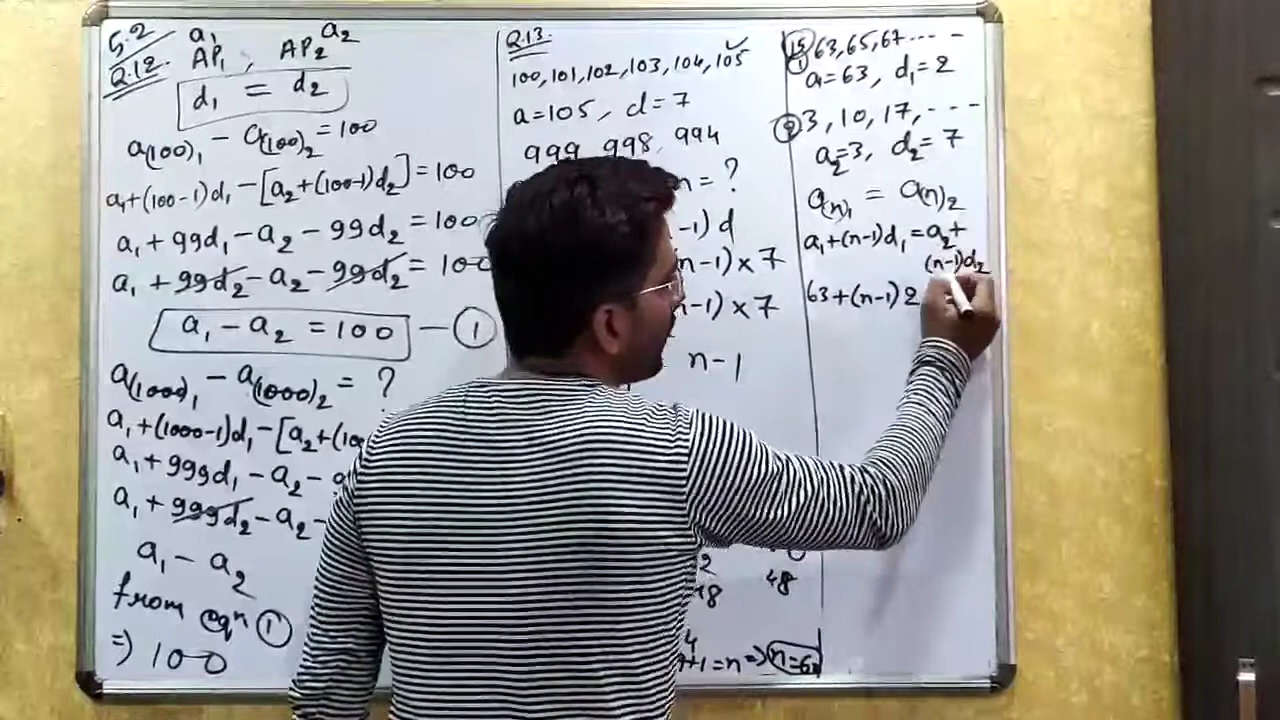 5.2
Q.12.
a₁ a₂
AP₁ , AP₂
d₁ = d₂
a(100)₁ - a(100)₂ = 100
a₁+(100-1)d₁ - [a₂+(100-1)d₂] = 100
a₁ + 99d₁ - a₂ - 99d₂ = 100
a₁ + 99d₂ - a₂ - 99d₂ = 100
a₁ - a₂ = 100 — ①
a(1000)₁ - a(1000)₂ = ?
a₁+(1000-1)d₁ - [a₂+(10
a₁ + 999d₁ - a₂ -
a₁ + 999d₂ - a₂ -
a₁ - a₂
from eqⁿ ①
⇒) 100
Q.13.
100, 101, 102, 103, 104, 105
a=105 , d=7
999, 998, 994
n = ?
-1) d
n-1) × 7
n-1) × 7
n-1
2
48
+1 = n ⇒ n=6
15
① 63, 65, 67 ---- -
a=63, d₁=2
② 3, 10, 17, - - -
a₂=3, d₂=7
a(n)₁ = a(n)₂
a₁+(n-1)d₁ = a₂+
(n-1)d₂
63+(n-1) 2